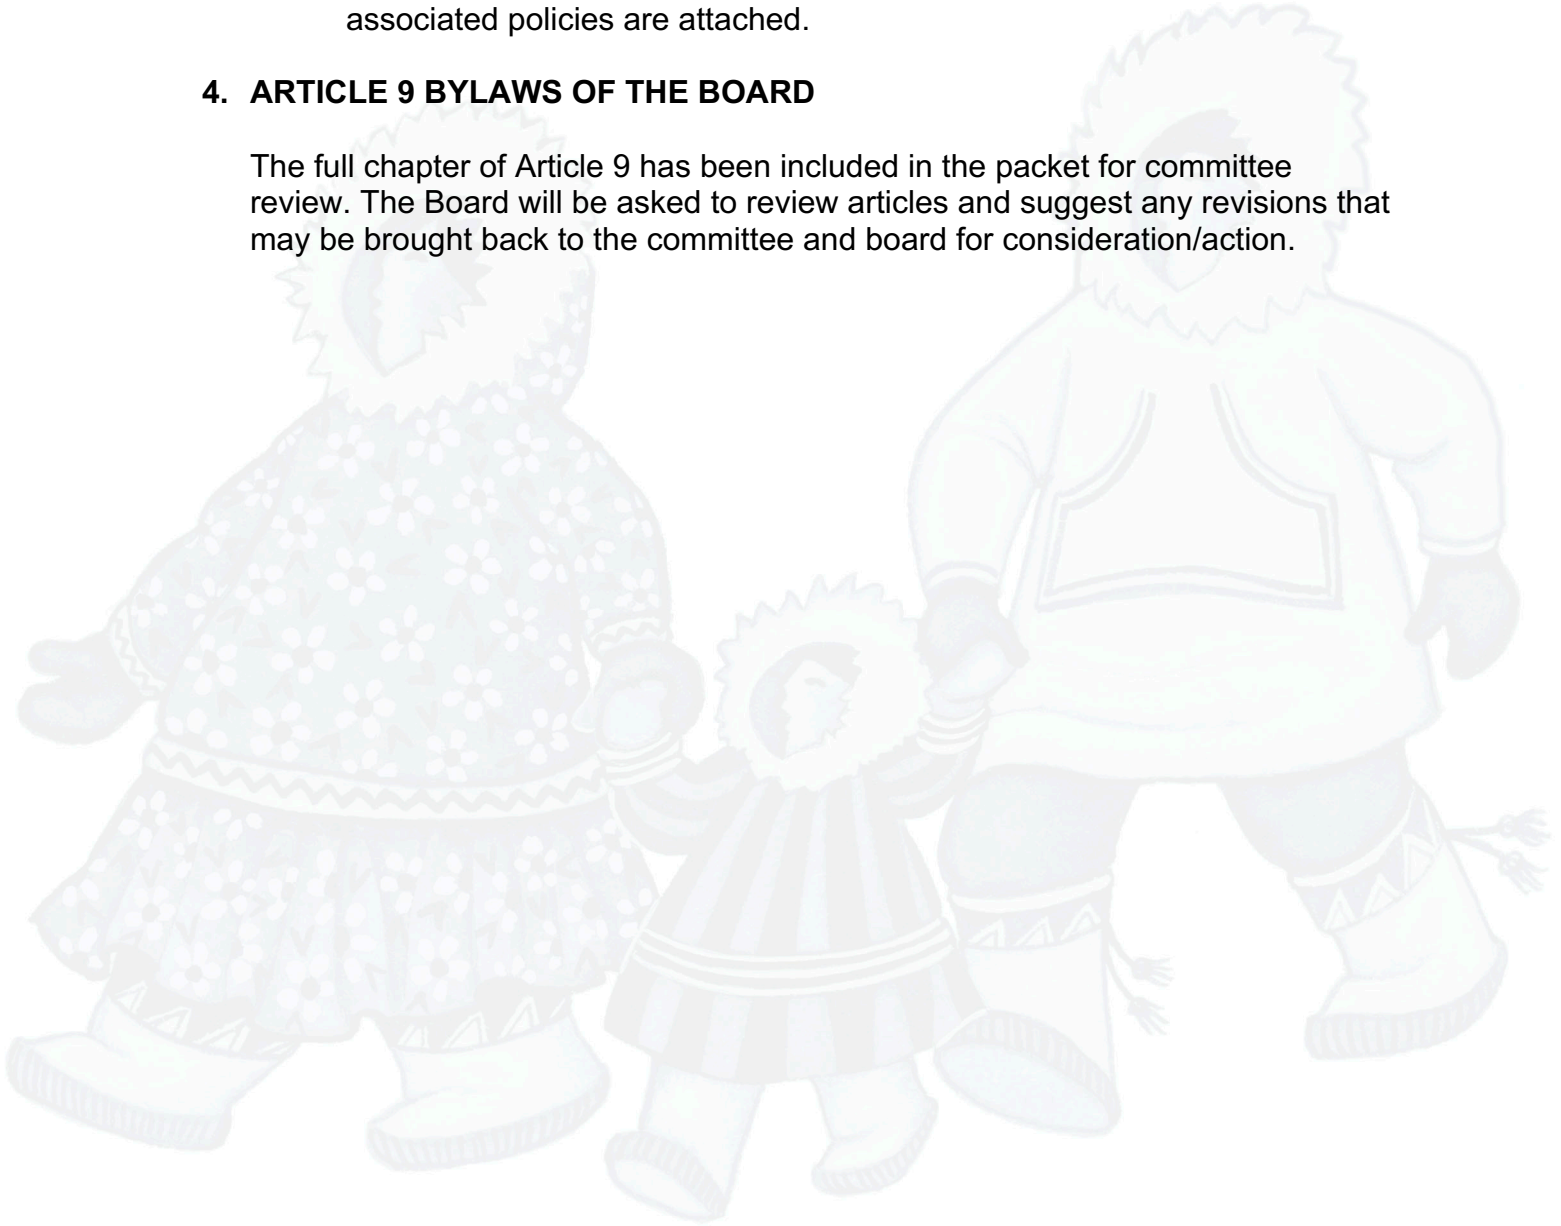 associated policies are attached.
4. ARTICLE 9 BYLAWS OF THE BOARD
The full chapter of Article 9 has been included in the packet for committee
review. The Board will be asked to review articles and suggest any revisions that
may be brought back to the committee and board for consideration/action.